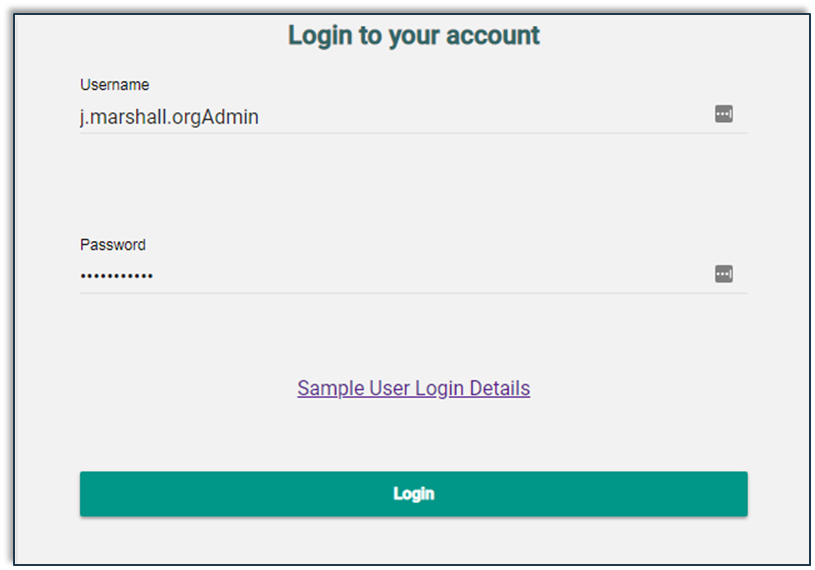 Login to your account
Username
j.marshall.orgAdmin
Password
•••••••••••
Sample User Login Details
Login